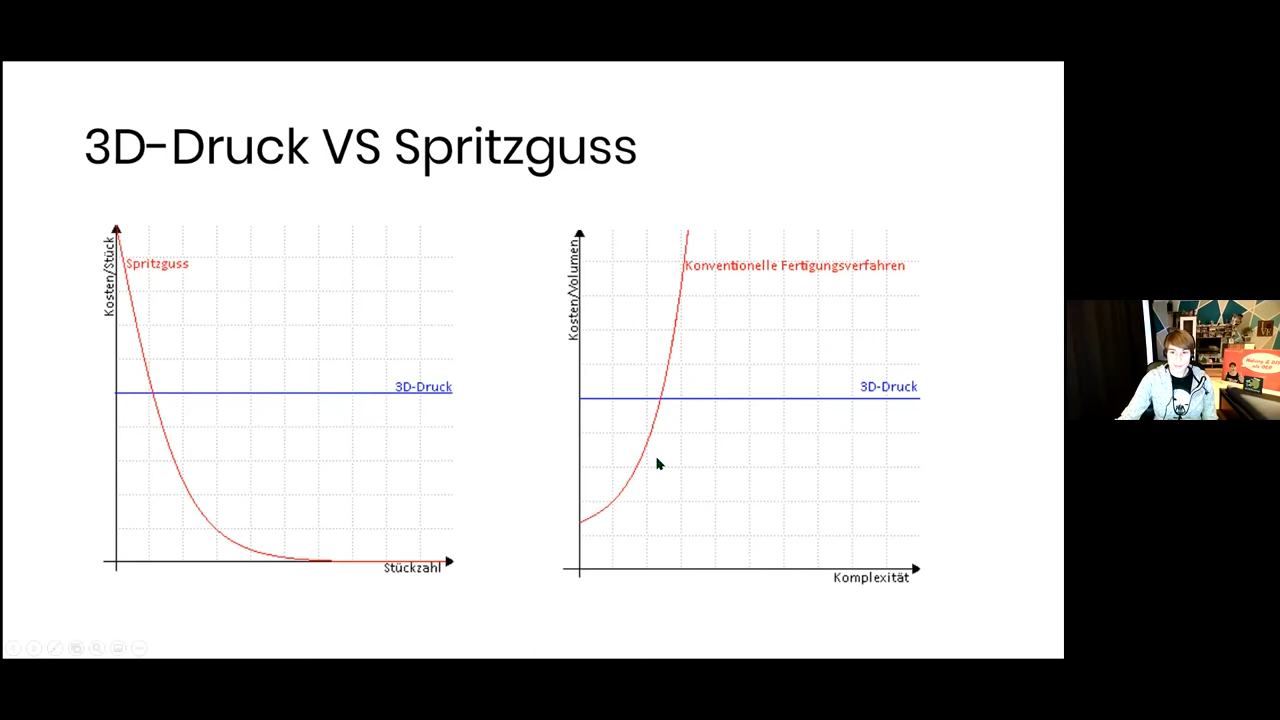 3D-Druck VS Spritzguss
Kosten/Stück
Spritzguss
3D-Druck
Stückzahl
Kosten/Volumen
Konventionelle Fertigungsverfahren
3D-Druck
Komplexität